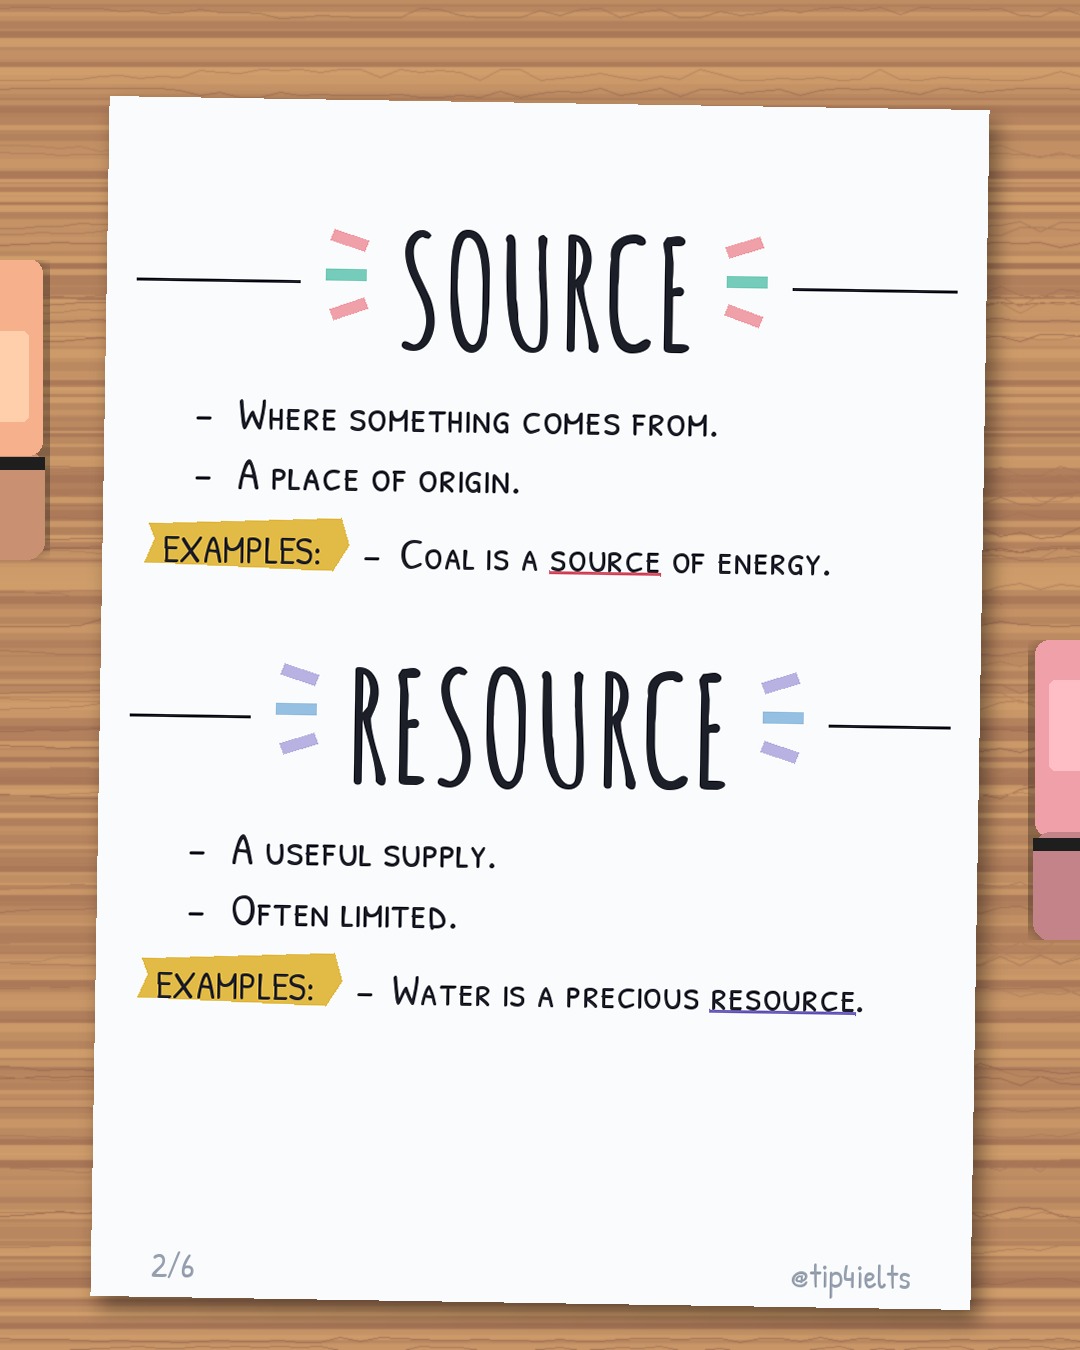 SOURCE
- Where something comes from.
- A place of origin.
EXAMPLES: - Coal is a source of energy.
RESOURCE
- A useful supply.
- Often limited.
EXAMPLES: - Water is a precious resource.
2/6
@tip4ielts